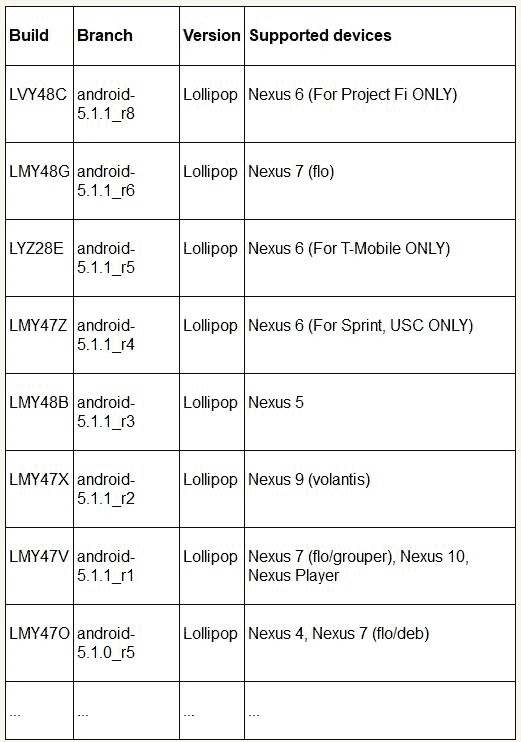 Build Branch Version Supported devices
LVY48C android- Lollipop Nexus 6 (For Project Fi ONLY)
5.1.1_r8
LMY48G android- Lollipop Nexus 7 (flo)
5.1.1_r6
LYZ28E android- Lollipop Nexus 6 (For T-Mobile ONLY)
5.1.1_r5
LMY47Z android- Lollipop Nexus 6 (For Sprint, USC ONLY)
5.1.1_r4
LMY48B android- Lollipop Nexus 5
5.1.1_r3
LMY47X android- Lollipop Nexus 9 (volantis)
5.1.1_r2
LMY47V android- Lollipop Nexus 7 (flo/grouper), Nexus 10,
5.1.1_r1 Nexus Player
LMY47O android- Lollipop Nexus 4, Nexus 7 (flo/deb)
5.1.0_r5
... ... ... ...